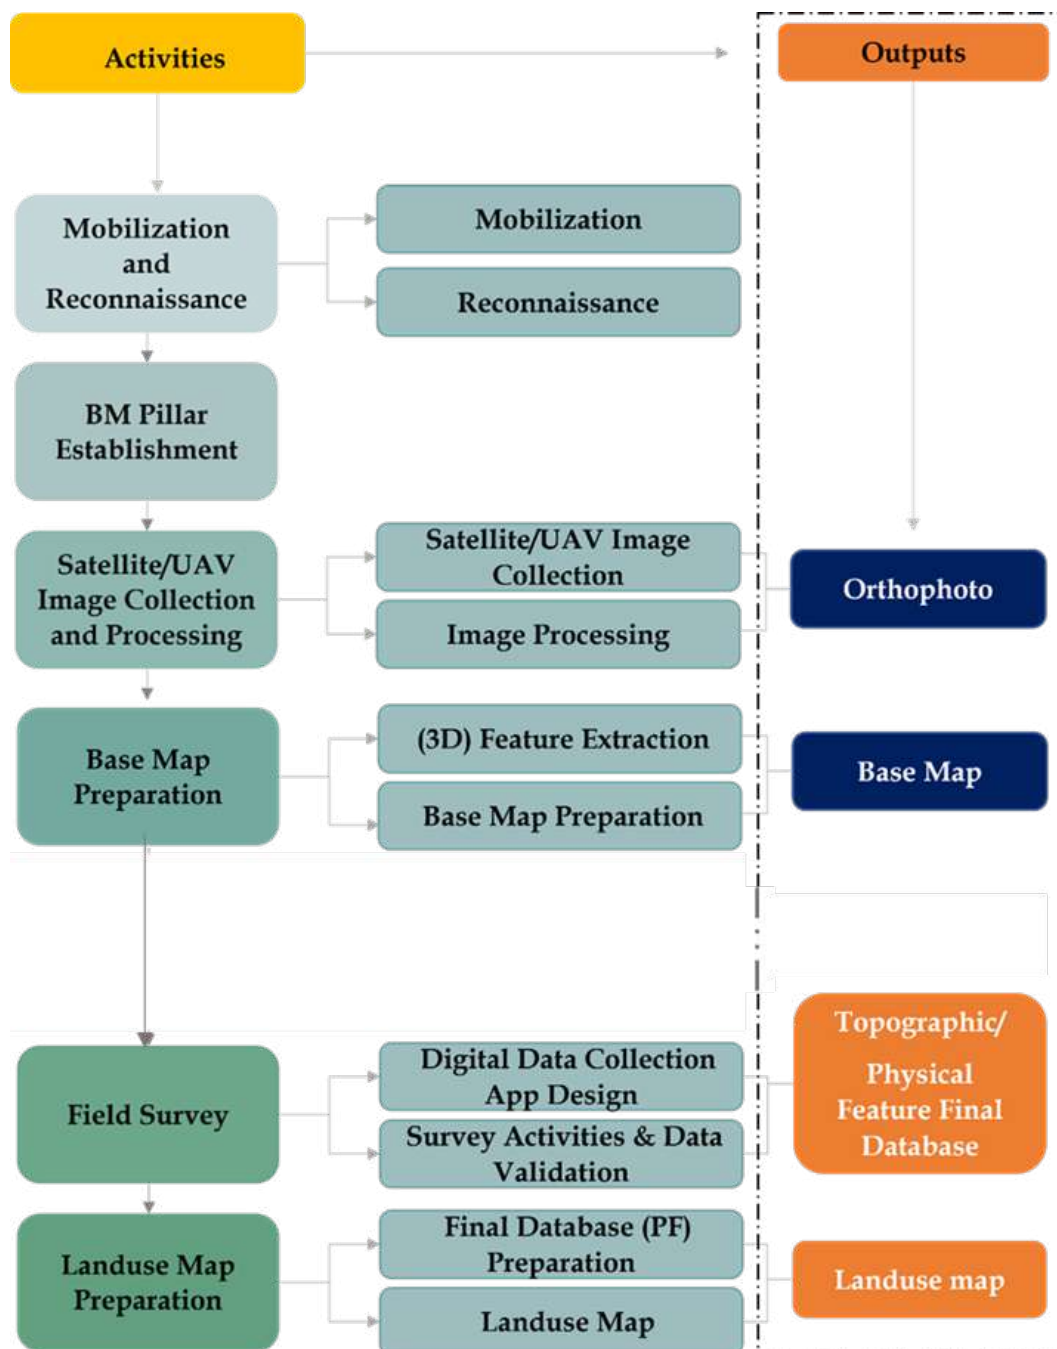 Activities
Outputs
Mobilization
and
Reconnaissance
Mobilization
Reconnaissance
BM Pillar
Establishment
Satellite/UAV
Image Collection
and Processing
Satellite/UAV Image
Collection
Image Processing
Orthophoto
Base Map
Preparation
(3D) Feature Extraction
Base Map Preparation
Base Map
Field Survey
Digital Data Collection
App Design
Survey Activities & Data
Validation
Topographic/
Physical
Feature Final
Database
Landuse Map
Preparation
Final Database (PF)
Preparation
Landuse Map
Landuse map